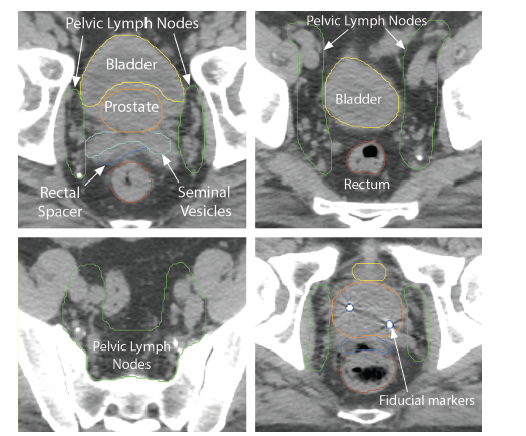 Pelvic Lymph Nodes
Bladder
Prostate
Rectal
Spacer
Seminal
Vesicles
Pelvic Lymph Nodes
Bladder
Rectum
Pelvic Lymph
Nodes
Fiducial markers